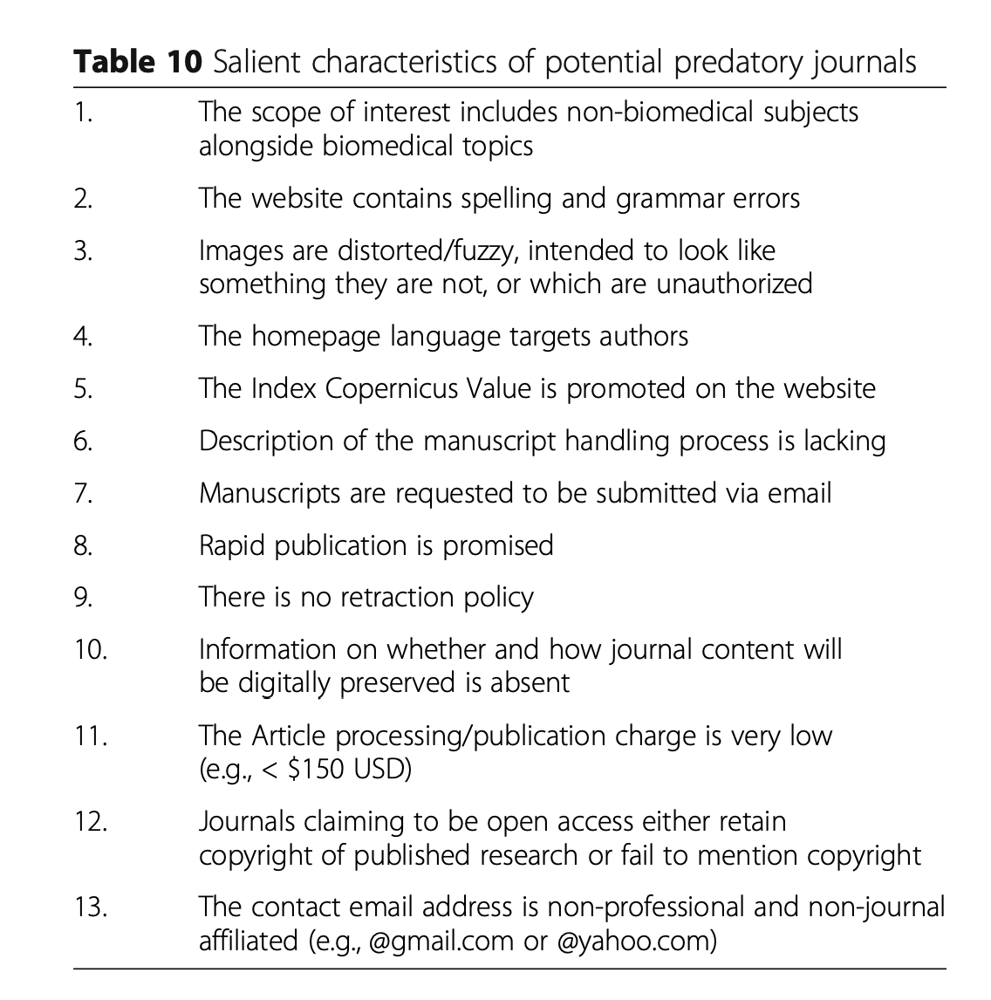 Table 10 Salient characteristics of potential predatory journals
1. The scope of interest includes non-biomedical subjects
alongside biomedical topics
2. The website contains spelling and grammar errors
3. Images are distorted/fuzzy, intended to look like
something they are not, or which are unauthorized
4. The homepage language targets authors
5. The Index Copernicus Value is promoted on the website
6. Description of the manuscript handling process is lacking
7. Manuscripts are requested to be submitted via email
8. Rapid publication is promised
9. There is no retraction policy
10. Information on whether and how journal content will
be digitally preserved is absent
11. The Article processing/publication charge is very low
(e.g., < $150 USD)
12. Journals claiming to be open access either retain
copyright of published research or fail to mention copyright
13. The contact email address is non-professional and non-journal
affiliated (e.g., @gmail.com or @yahoo.com)